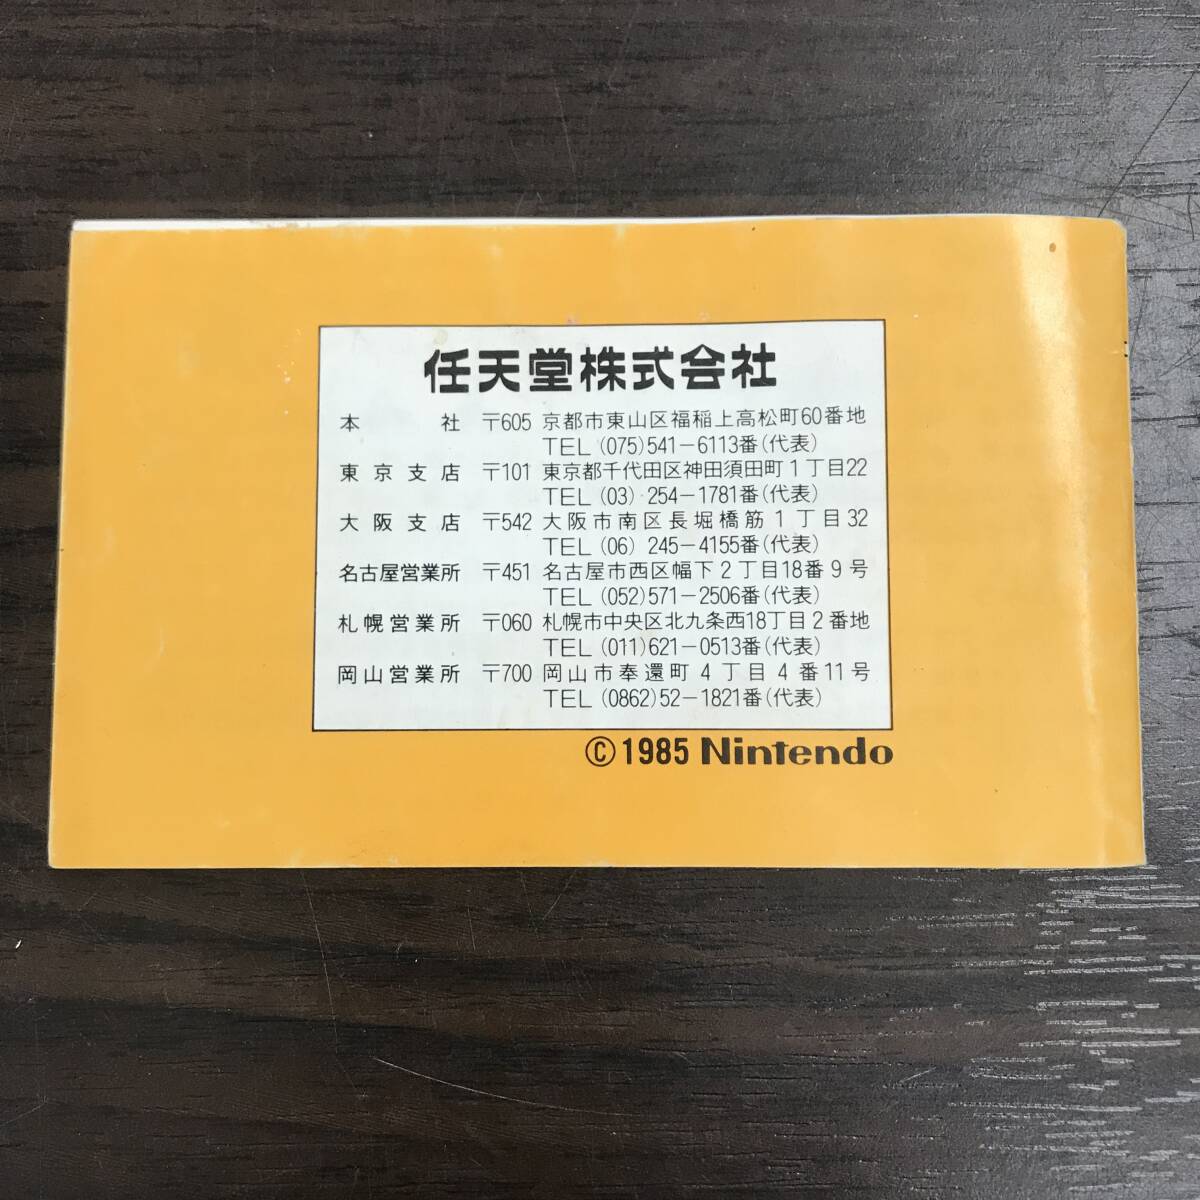 任天堂株式会社
本社 〒605 京都市東山区福稲上高松町60番地
TEL (075)541-6113番(代表)
東京支店 〒101 東京都千代田区神田須田町1丁目22
TEL (03) 254-1781番(代表)
大阪支店 〒542 大阪市南区長堀橋筋1丁目32
TEL (06) 245-4155番(代表)
名古屋営業所 〒451 名古屋市西区幅下2丁目18番9号
TEL (052)571-2506番(代表)
札幌営業所 〒060 札幌市中央区北九条西18丁目2番地
TEL (011)621-0513番(代表)
岡山営業所 〒700 岡山市奉還町4丁目4番11号
TEL (0862)52-1821番(代表)
©1985 Nintendo